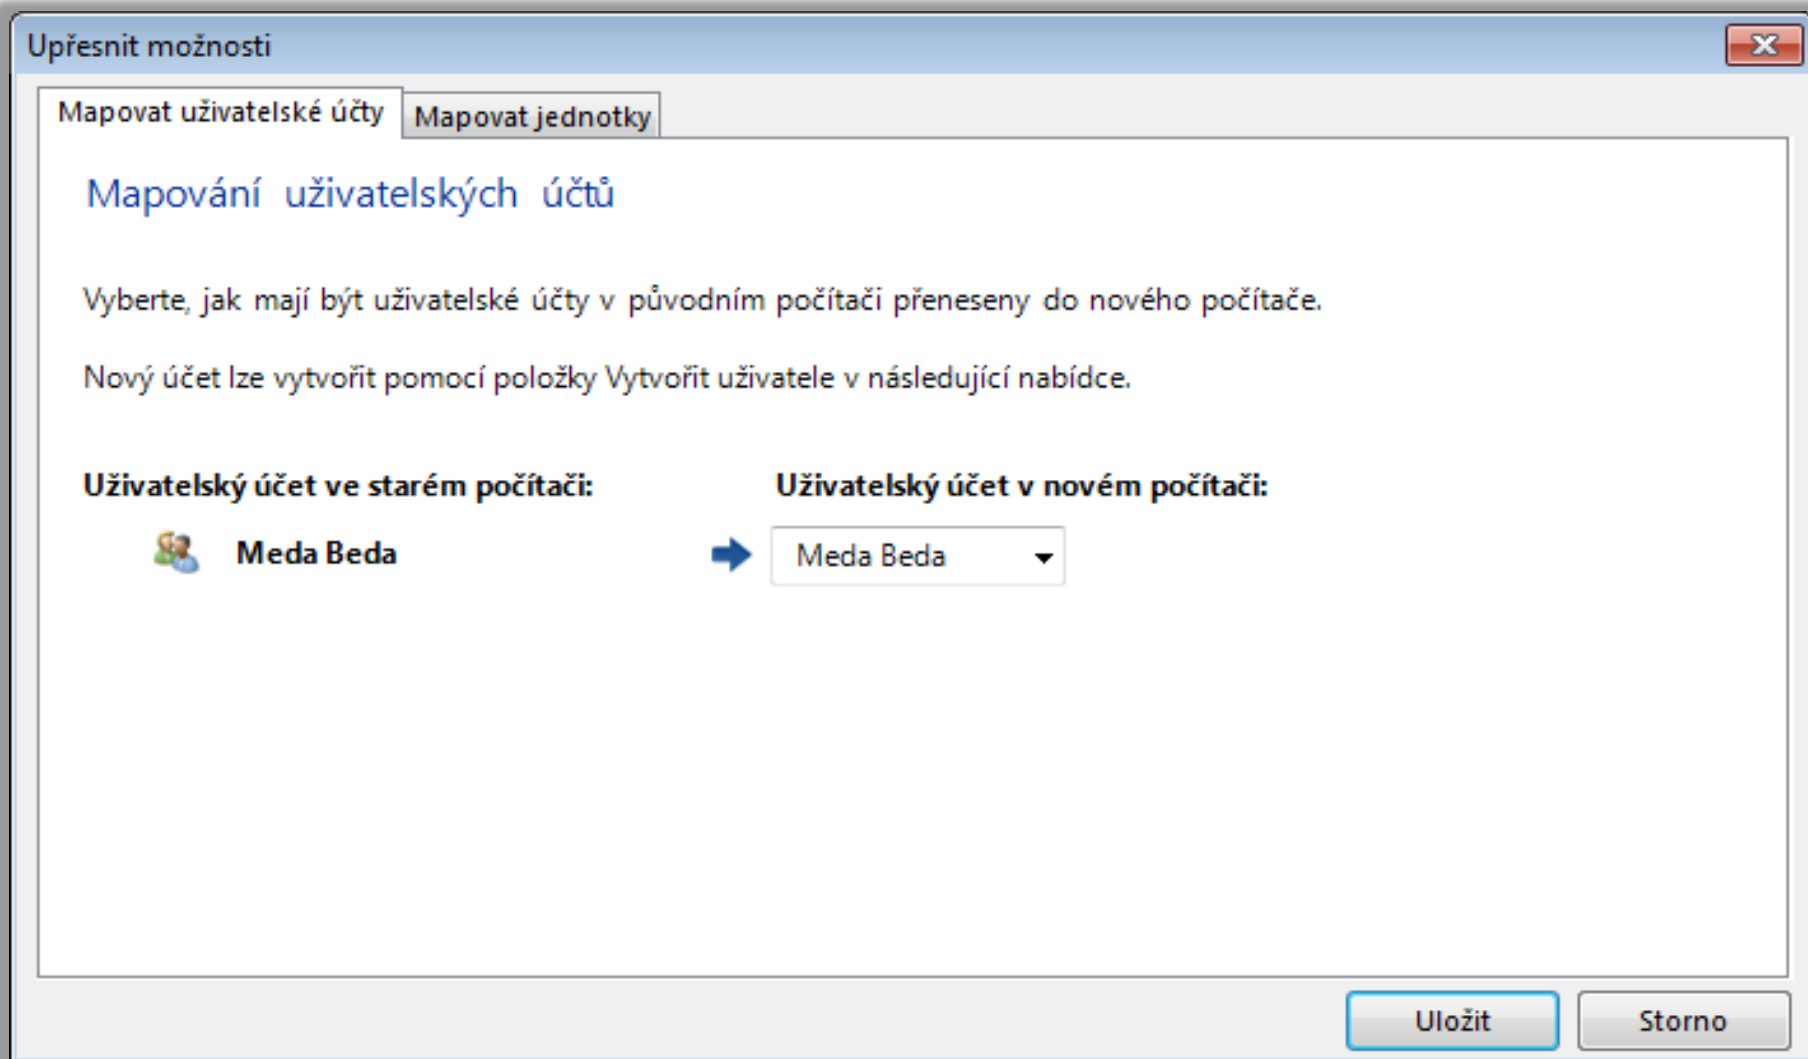 Upřesnit možnosti
Mapovat uživatelské účty
Mapovat jednotky
Mapování uživatelských účtů
Vyberte, jak mají být uživatelské účty v původním počítači přeneseny do nového počítače.
Nový účet lze vytvořit pomocí položky Vytvořit uživatele v následující nabídce.
Uživatelský účet ve starém počítači:
Uživatelský účet v novém počítači:
Meda Beda
Meda Beda
Uložit
Storno